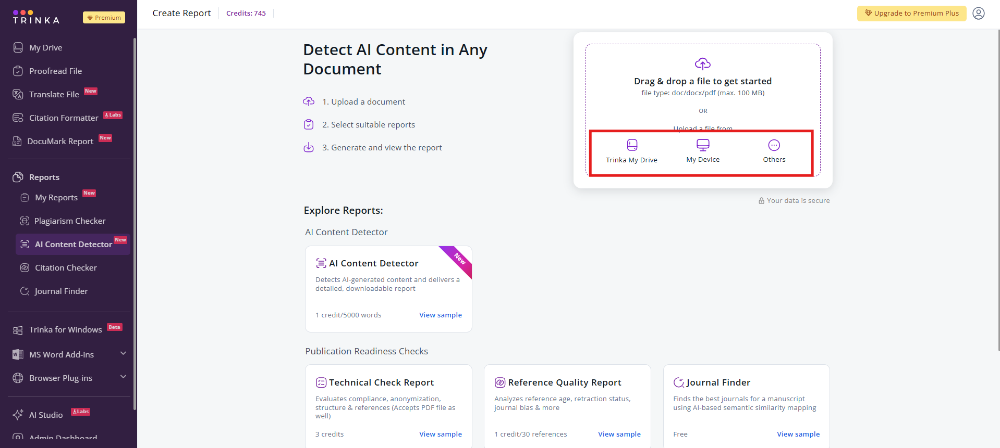 TRINKA
Premium
My Drive
Proofread File
Translate File New
Citation Formatter Labs
DocuMark Report New
Reports
My Reports New
Plagiarism Checker
AI Content Detector New
Citation Checker
Journal Finder
Trinka for Windows Beta
MS Word Add-ins
Browser Plug-ins
AI Studio Labs
Admin Dashboard
Create Report
Credits: 745
Upgrade to Premium Plus
Detect AI Content in Any
Document
1. Upload a document
2. Select suitable reports
3. Generate and view the report
Drag & drop a file to get started
file type: doc/docx/pdf (max. 100 MB)
OR
Upload a file from
Trinka My Drive
My Device
Others
Your data is secure
Explore Reports:
AI Content Detector
AI Content Detector
New
Detects AI-generated content and delivers a
detailed, downloadable report
1 credit/5000 words
View sample
Publication Readiness Checks
Technical Check Report
Evaluates compliance, anonymization,
structure & references (Accepts PDF file as
well)
3 credits
View sample
Reference Quality Report
Analyzes reference age, retraction status,
journal bias & more
1 credit/30 references
View sample
Journal Finder
Finds the best journals for a manuscript
using AI-based semantic similarity mapping
Free
View sample